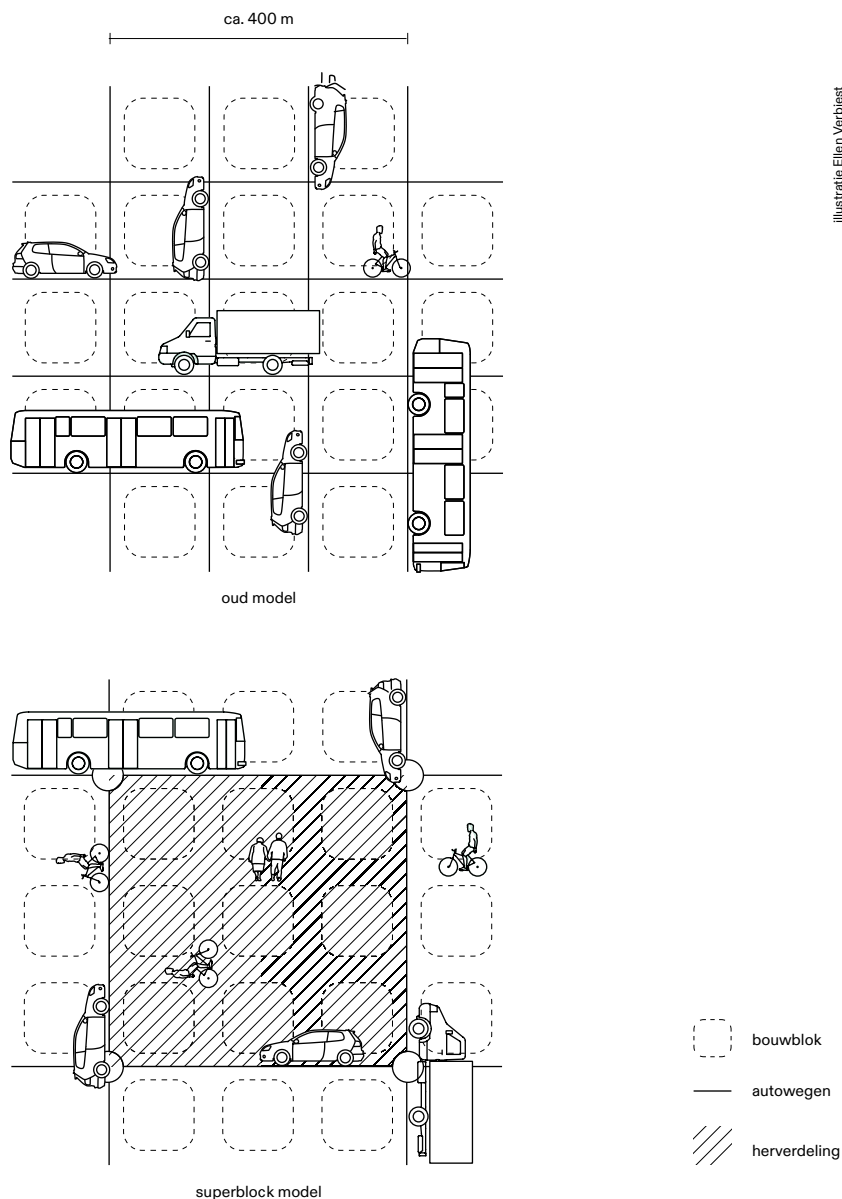 ca. 400 m
illustratie Ellen Verbiest
oud model
bouwblok
autowegen
herverdeling
superblock model